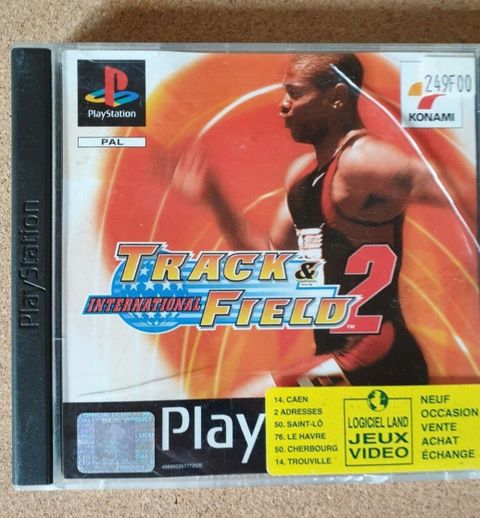 PlayStation
PlayStation
PAL
249F00
KONAMI
TRACK &
INTERNATIONAL FIELD 2
TM
Play
14. CAEN
2 ADRESSES
50. SAINT-LÔ
76. LE HAVRE
50. CHERBOURG
14. TROUVILLE
LOGICIEL LAND
JEUX
VIDEO
NEUF
OCCASION
VENTE
ACHAT
ÉCHANGE